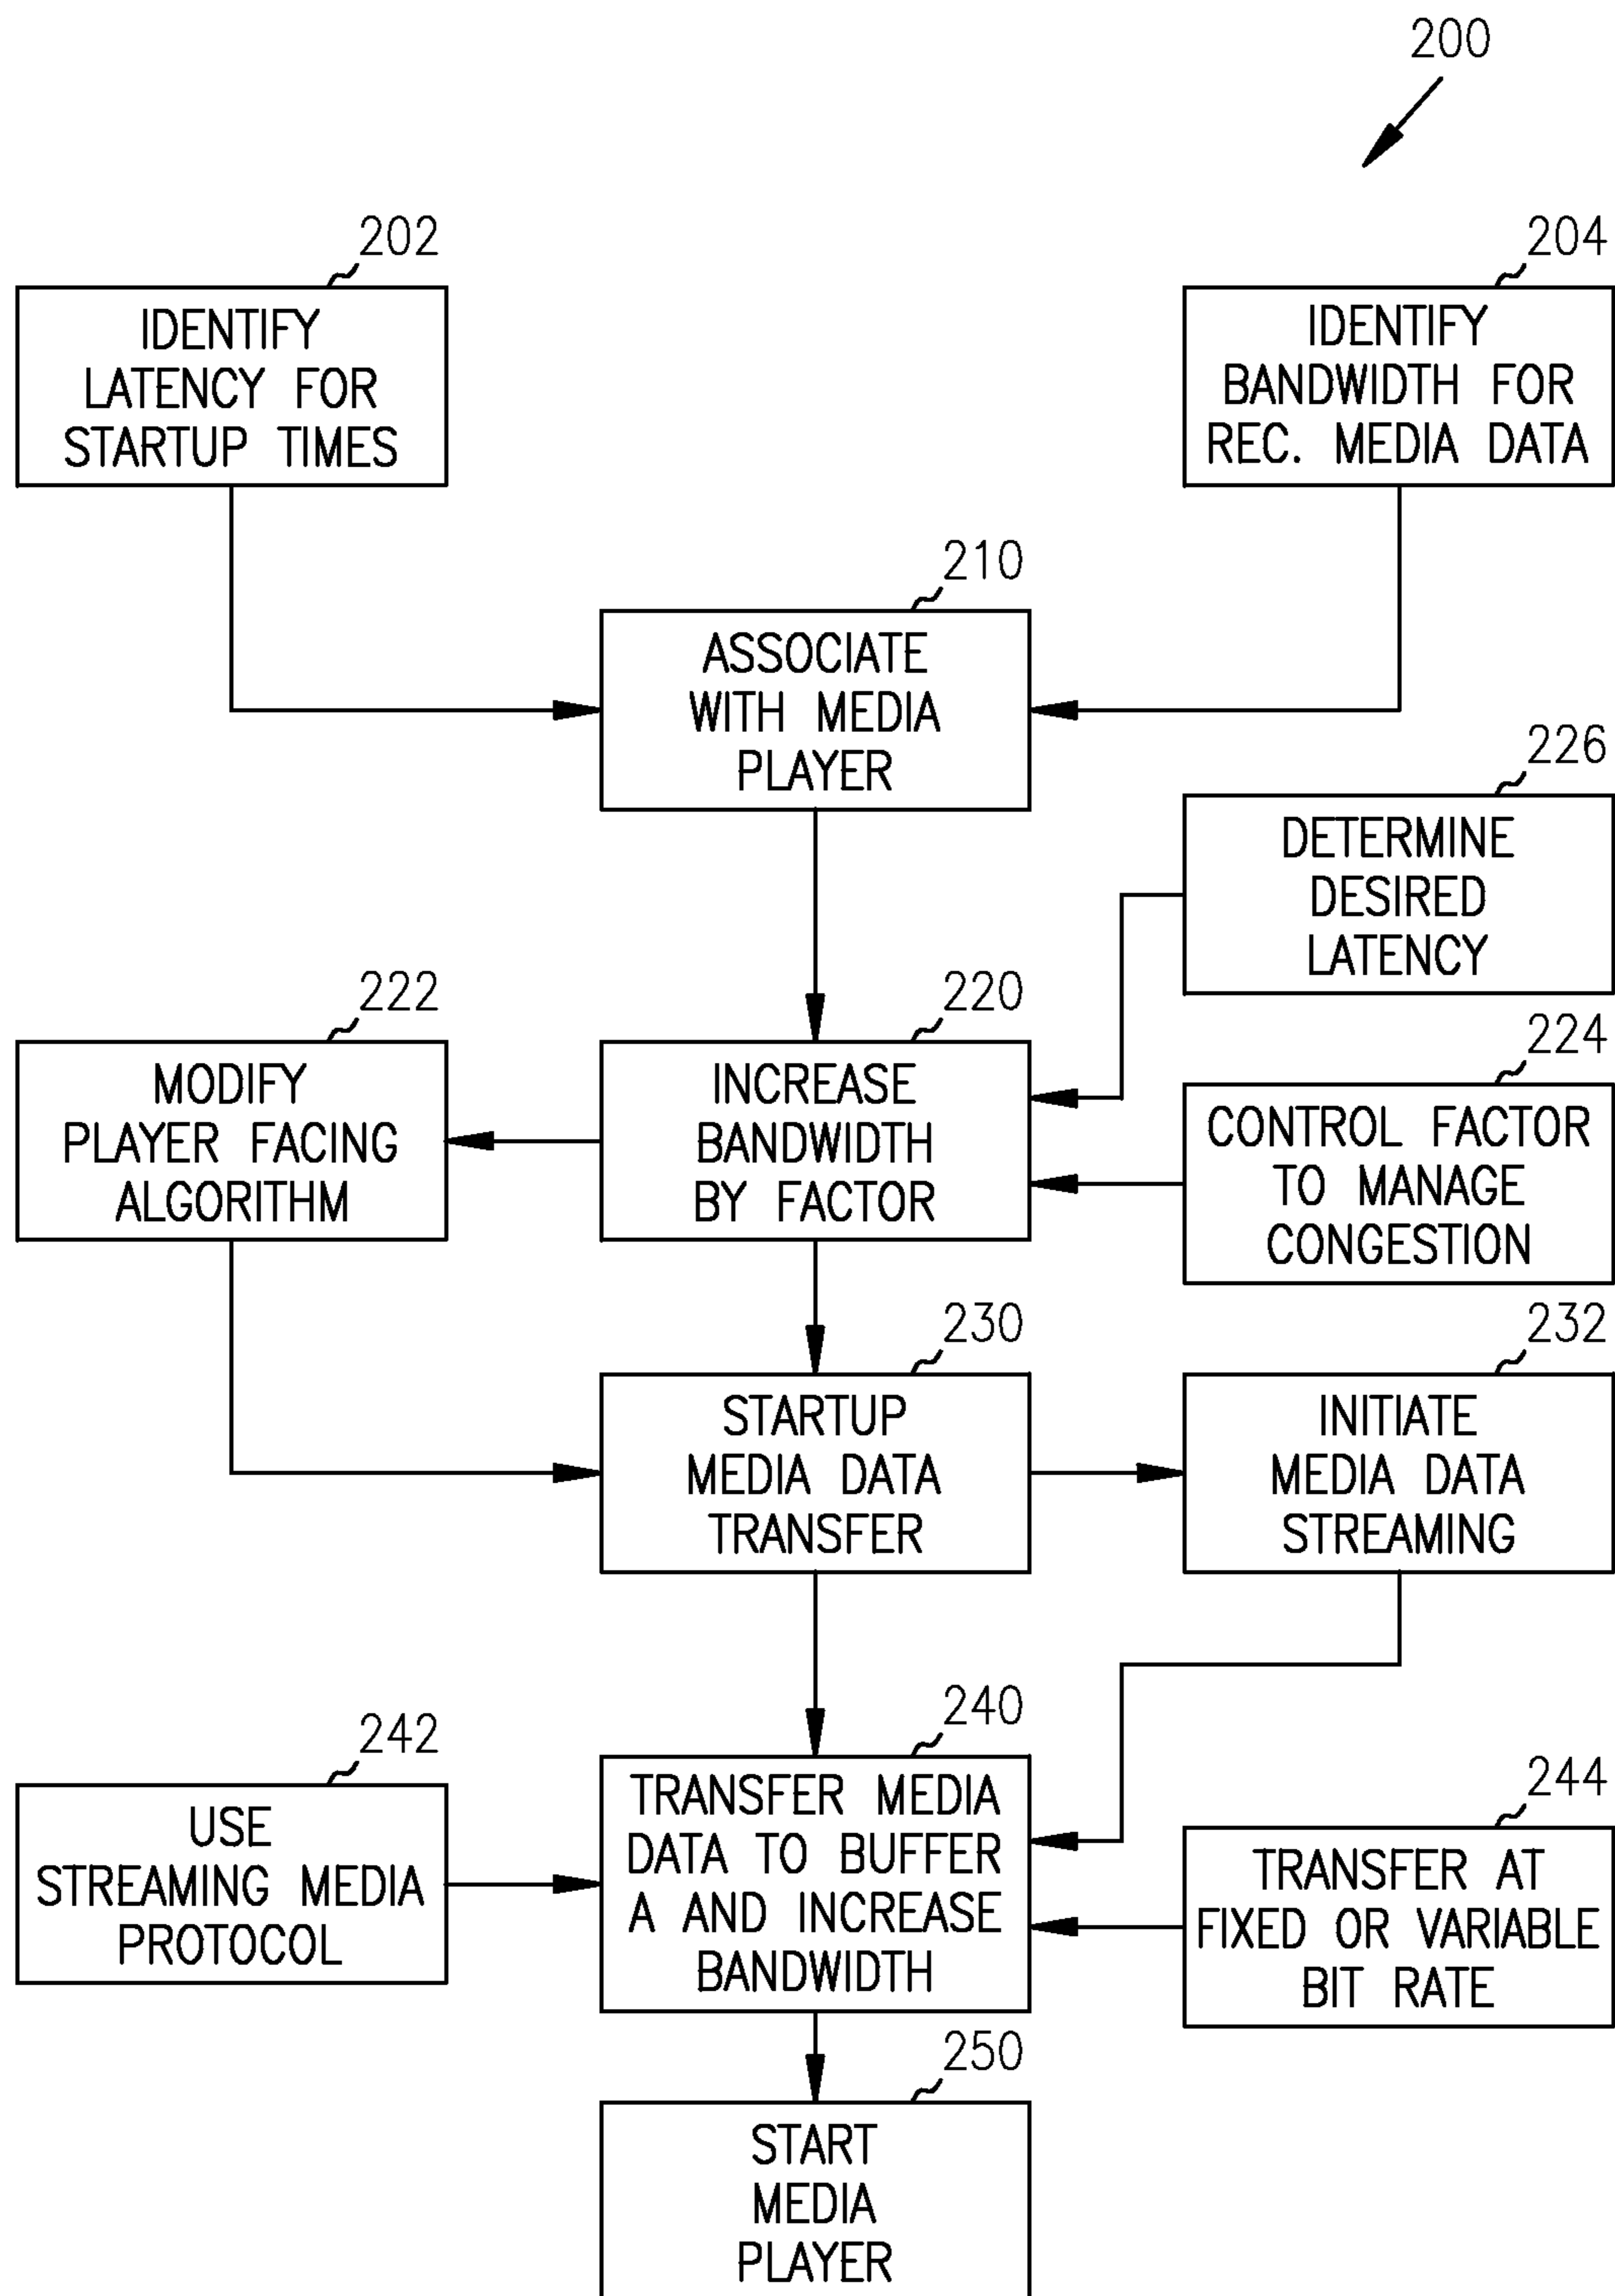 200
202
IDENTIFY
LATENCY FOR
STARTUP TIMES
204
IDENTIFY
BANDWIDTH FOR
REC. MEDIA DATA
210
ASSOCIATE
WITH MEDIA
PLAYER
226
DETERMINE
DESIRED
LATENCY
222
MODIFY
PLAYER FACING
ALGORITHM
220
INCREASE
BANDWIDTH
BY FACTOR
224
CONTROL FACTOR
TO MANAGE
CONGESTION
230
STARTUP
MEDIA DATA
TRANSFER
232
INITIATE
MEDIA DATA
STREAMING
242
USE
STREAMING MEDIA
PROTOCOL
240
TRANSFER MEDIA
DATA TO BUFFER
A AND INCREASE
BANDWIDTH
244
TRANSFER AT
FIXED OR VARIABLE
BIT RATE
250
START
MEDIA
PLAYER